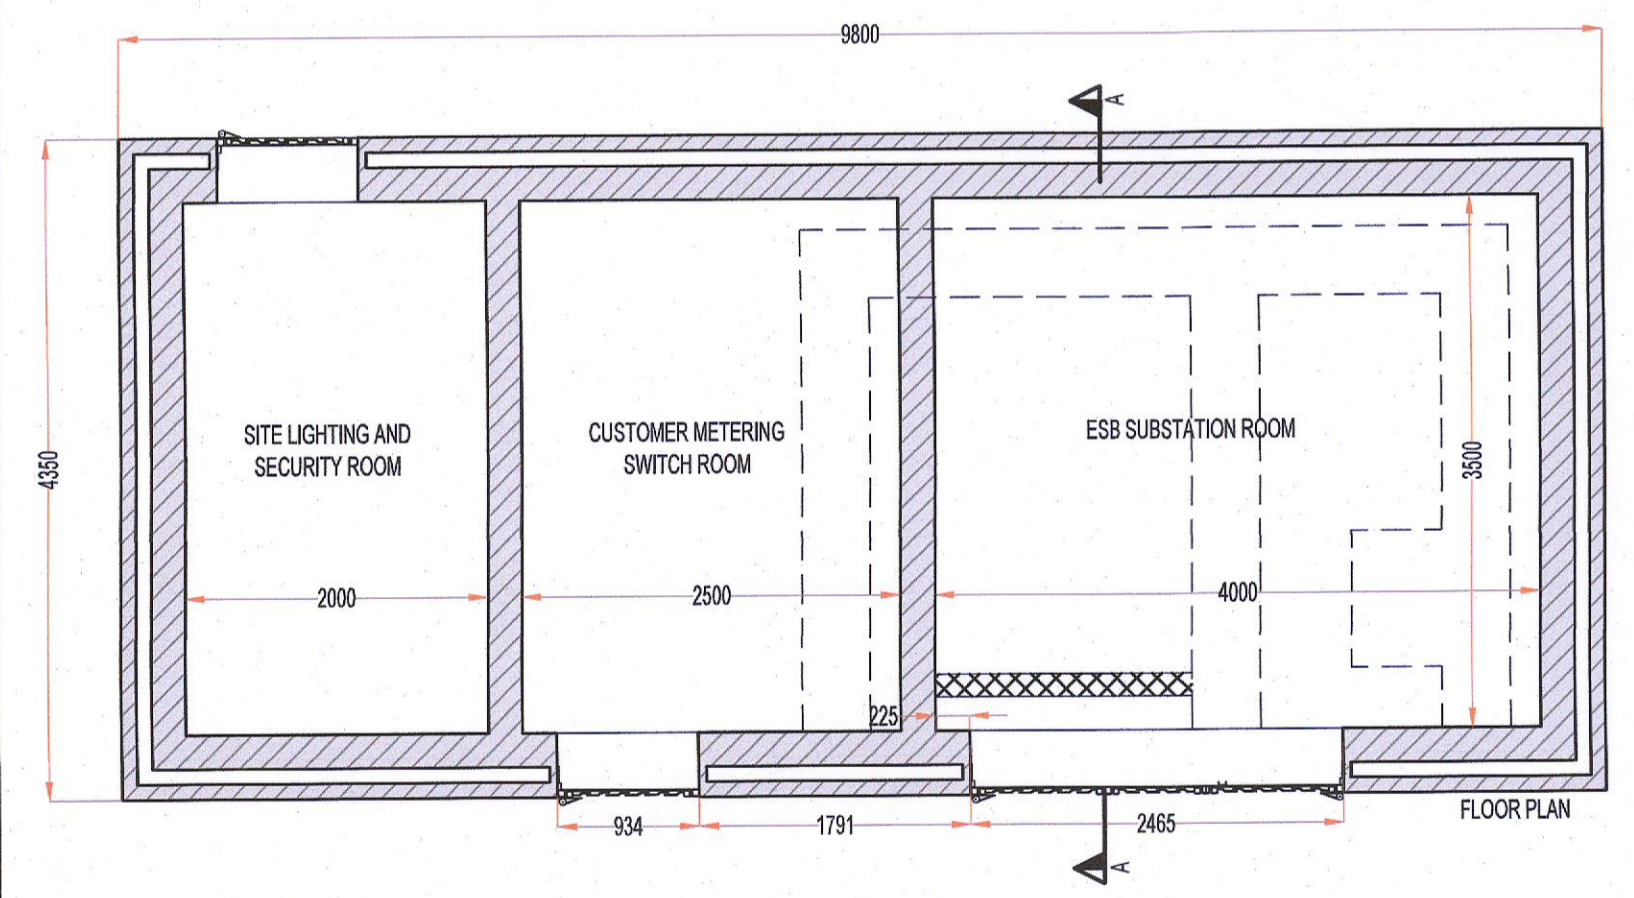 9800
A
4350
SITE LIGHTING AND
SECURITY ROOM
CUSTOMER METERING
SWITCH ROOM
ESB SUBSTATION ROOM
3500
2000
2500
4000
225
934
1791
2465
FLOOR PLAN
A